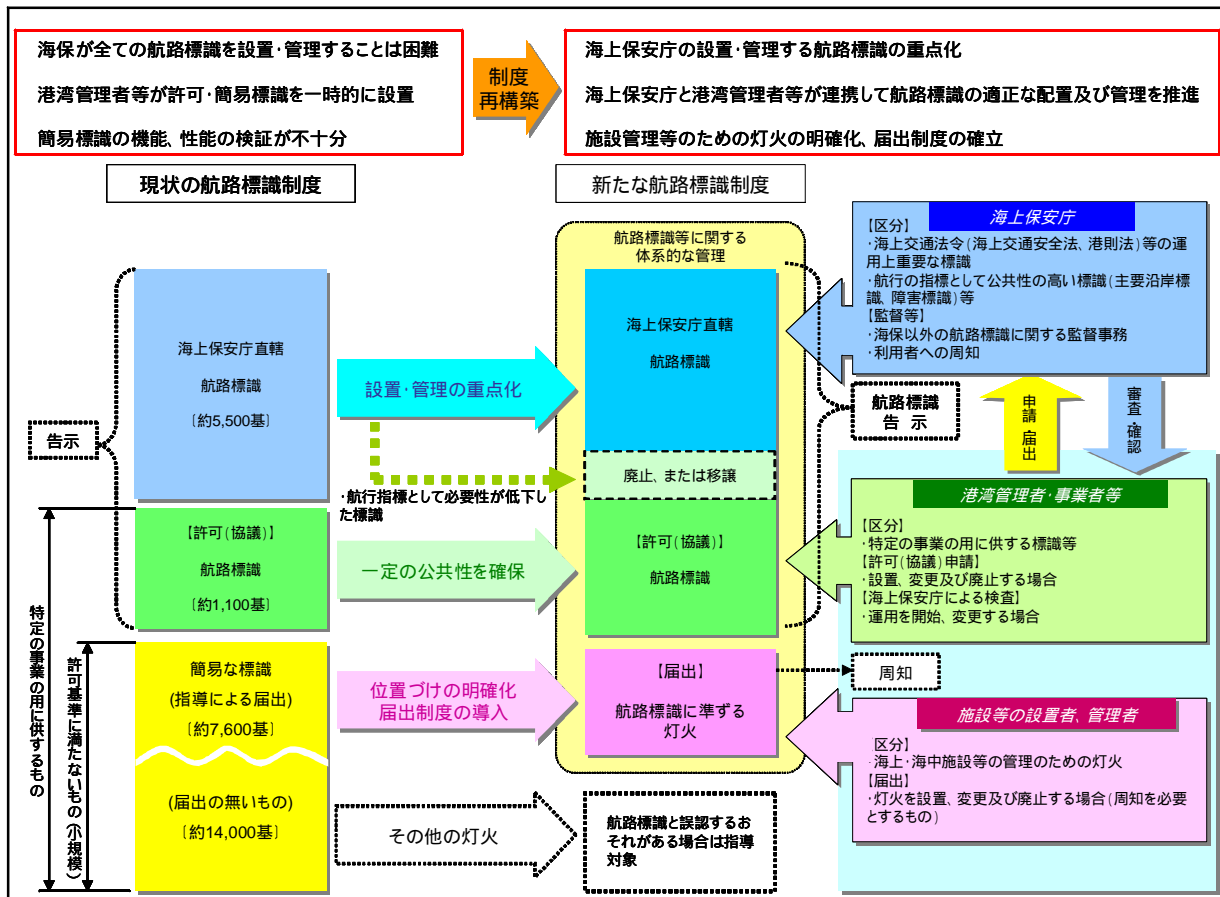 海保が全ての航路標識を設置･管理することは困難
港湾管理者等が許可･簡易標識を一時的に設置
簡易標識の機能、性能の検証が不十分
制度
再構築
海上保安庁の設置･管理する航路標識の重点化
海上保安庁と港湾管理者等が連携して航路標識の適正な配置及び管理を推進
施設管理等のための灯火の明確化、届出制度の確立
現状の航路標識制度
新たな航路標識制度
告示
特定の事業の用に供するもの
許可基準に満たないもの(小規模)
海上保安庁直轄
航路標識
[約5,500基]
【許可(協議)】
航路標識
[約1,100基]
簡易な標識
(指導による届出)
[約7,600基]
(届出の無いもの)
[約14,000基]
設置･管理の重点化
･航行指標として必要性が低下し
た標識
一定の公共性を確保
位置づけの明確化
届出制度の導入
その他の灯火
航路標識等に関する
体系的な管理
海上保安庁直轄
航路標識
廃止、または移譲
【許可(協議)】
航路標識
【届出】
航路標識に準ずる
灯火
航路標識と誤認するお
それがある場合は指導
対象
航路標識
告 示
周知
海上保安庁
【区分】
･海上交通法令(海上交通安全法、港則法)等の運
用上重要な標識
･航行の指標として公共性の高い標識(主要沿岸標
識、障害標識)等
【監督等】
･海保以外の航路標識に関する監督事務
･利用者への周知
申請･届出
審査･確認
港湾管理者･事業者等
【区分】
･特定の事業の用に供する標識等
【許可(協議)申請】
･設置、変更及び廃止する場合
【海上保安庁による検査】
･運用を開始、変更する場合
施設等の設置者、管理者
区分】
･海上･海中施設等の管理のための灯火
【届出】
･灯火を設置、変更及び廃止する場合(周知を必要
とするもの)